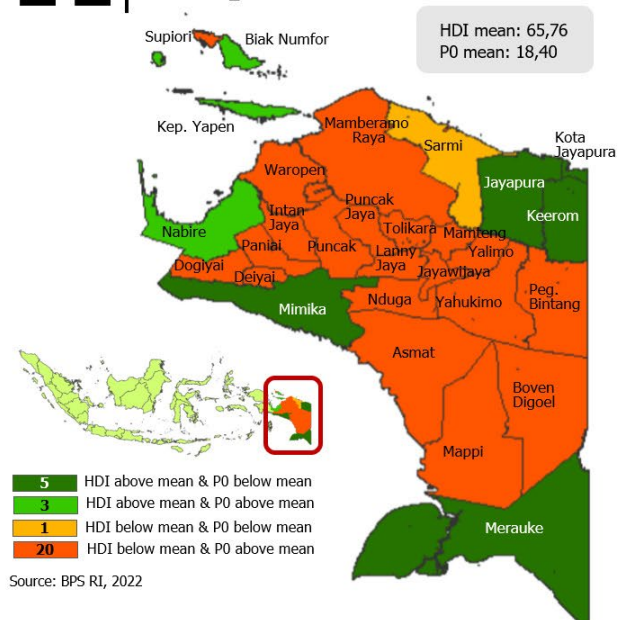 HDI mean: 65,76
P0 mean: 18,40
Supiori
Biak Numfor
Kep. Yapen
Mamberamo
Raya
Sarmi
Kota
Jayapura
Waropen
Jayapura
Keerom
Nabire
Intan
Jaya
Puncak
Jaya
Tolikara
Mamteng
Paniai
Puncak
Lanny
Jaya
Yalimo
Dogiyai
Deiyai
Jayawijaya
Mimika
Nduga
Yahukimo
Peg.
Bintang
Asmat
Boven
Digoel
Mappi
Merauke
5 HDI above mean & P0 below mean
3 HDI above mean & P0 above mean
1 HDI below mean & P0 below mean
20 HDI below mean & P0 above mean
Source: BPS RI, 2022